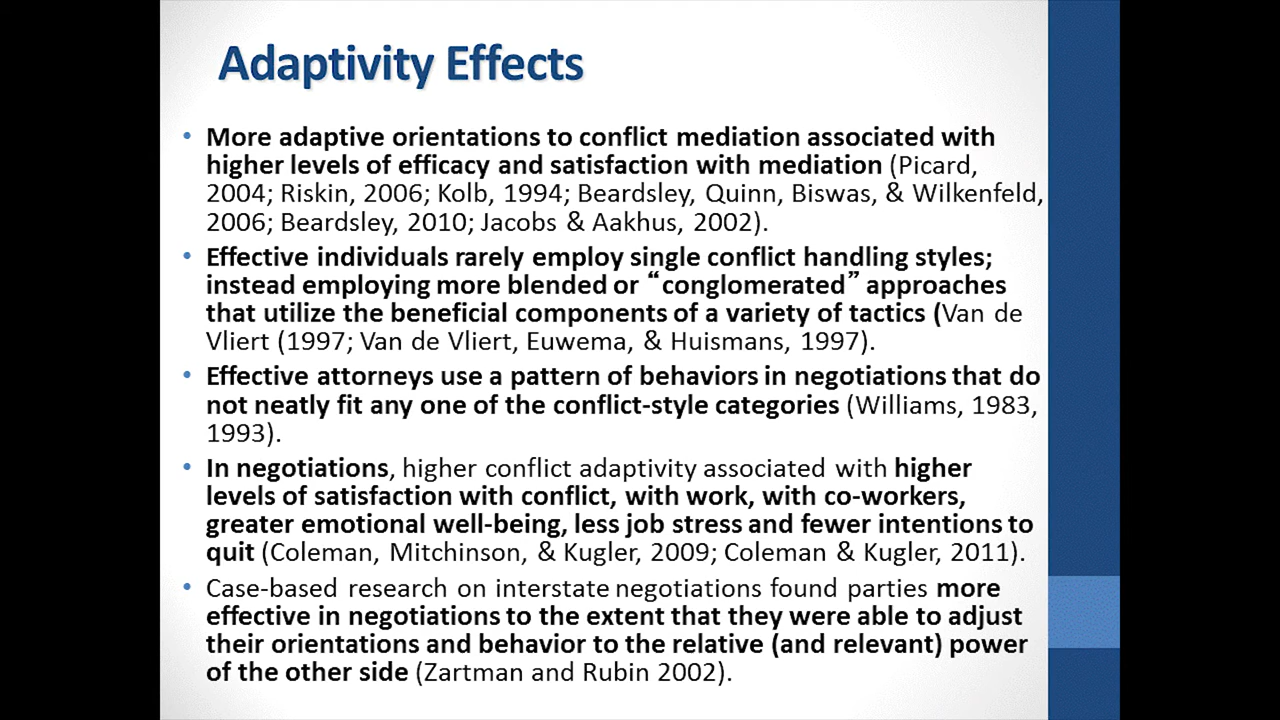 Adaptivity Effects
• More adaptive orientations to conflict mediation associated with
higher levels of efficacy and satisfaction with mediation (Picard,
2004; Riskin, 2006; Kolb, 1994; Beardsley, Quinn, Biswas, & Wilkenfeld,
2006; Beardsley, 2010; Jacobs & Aakhus, 2002).
• Effective individuals rarely employ single conflict handling styles;
instead employing more blended or “conglomerated” approaches
that utilize the beneficial components of a variety of tactics (Van de
Vliert (1997; Van de Vliert, Euwema, & Huismans, 1997).
• Effective attorneys use a pattern of behaviors in negotiations that do
not neatly fit any one of the conflict-style categories (Williams, 1983,
1993).
• In negotiations, higher conflict adaptivity associated with higher
levels of satisfaction with conflict, with work, with co-workers,
greater emotional well-being, less job stress and fewer intentions to
quit (Coleman, Mitchinson, & Kugler, 2009; Coleman & Kugler, 2011).
• Case-based research on interstate negotiations found parties more
effective in negotiations to the extent that they were able to adjust
their orientations and behavior to the relative (and relevant) power
of the other side (Zartman and Rubin 2002).